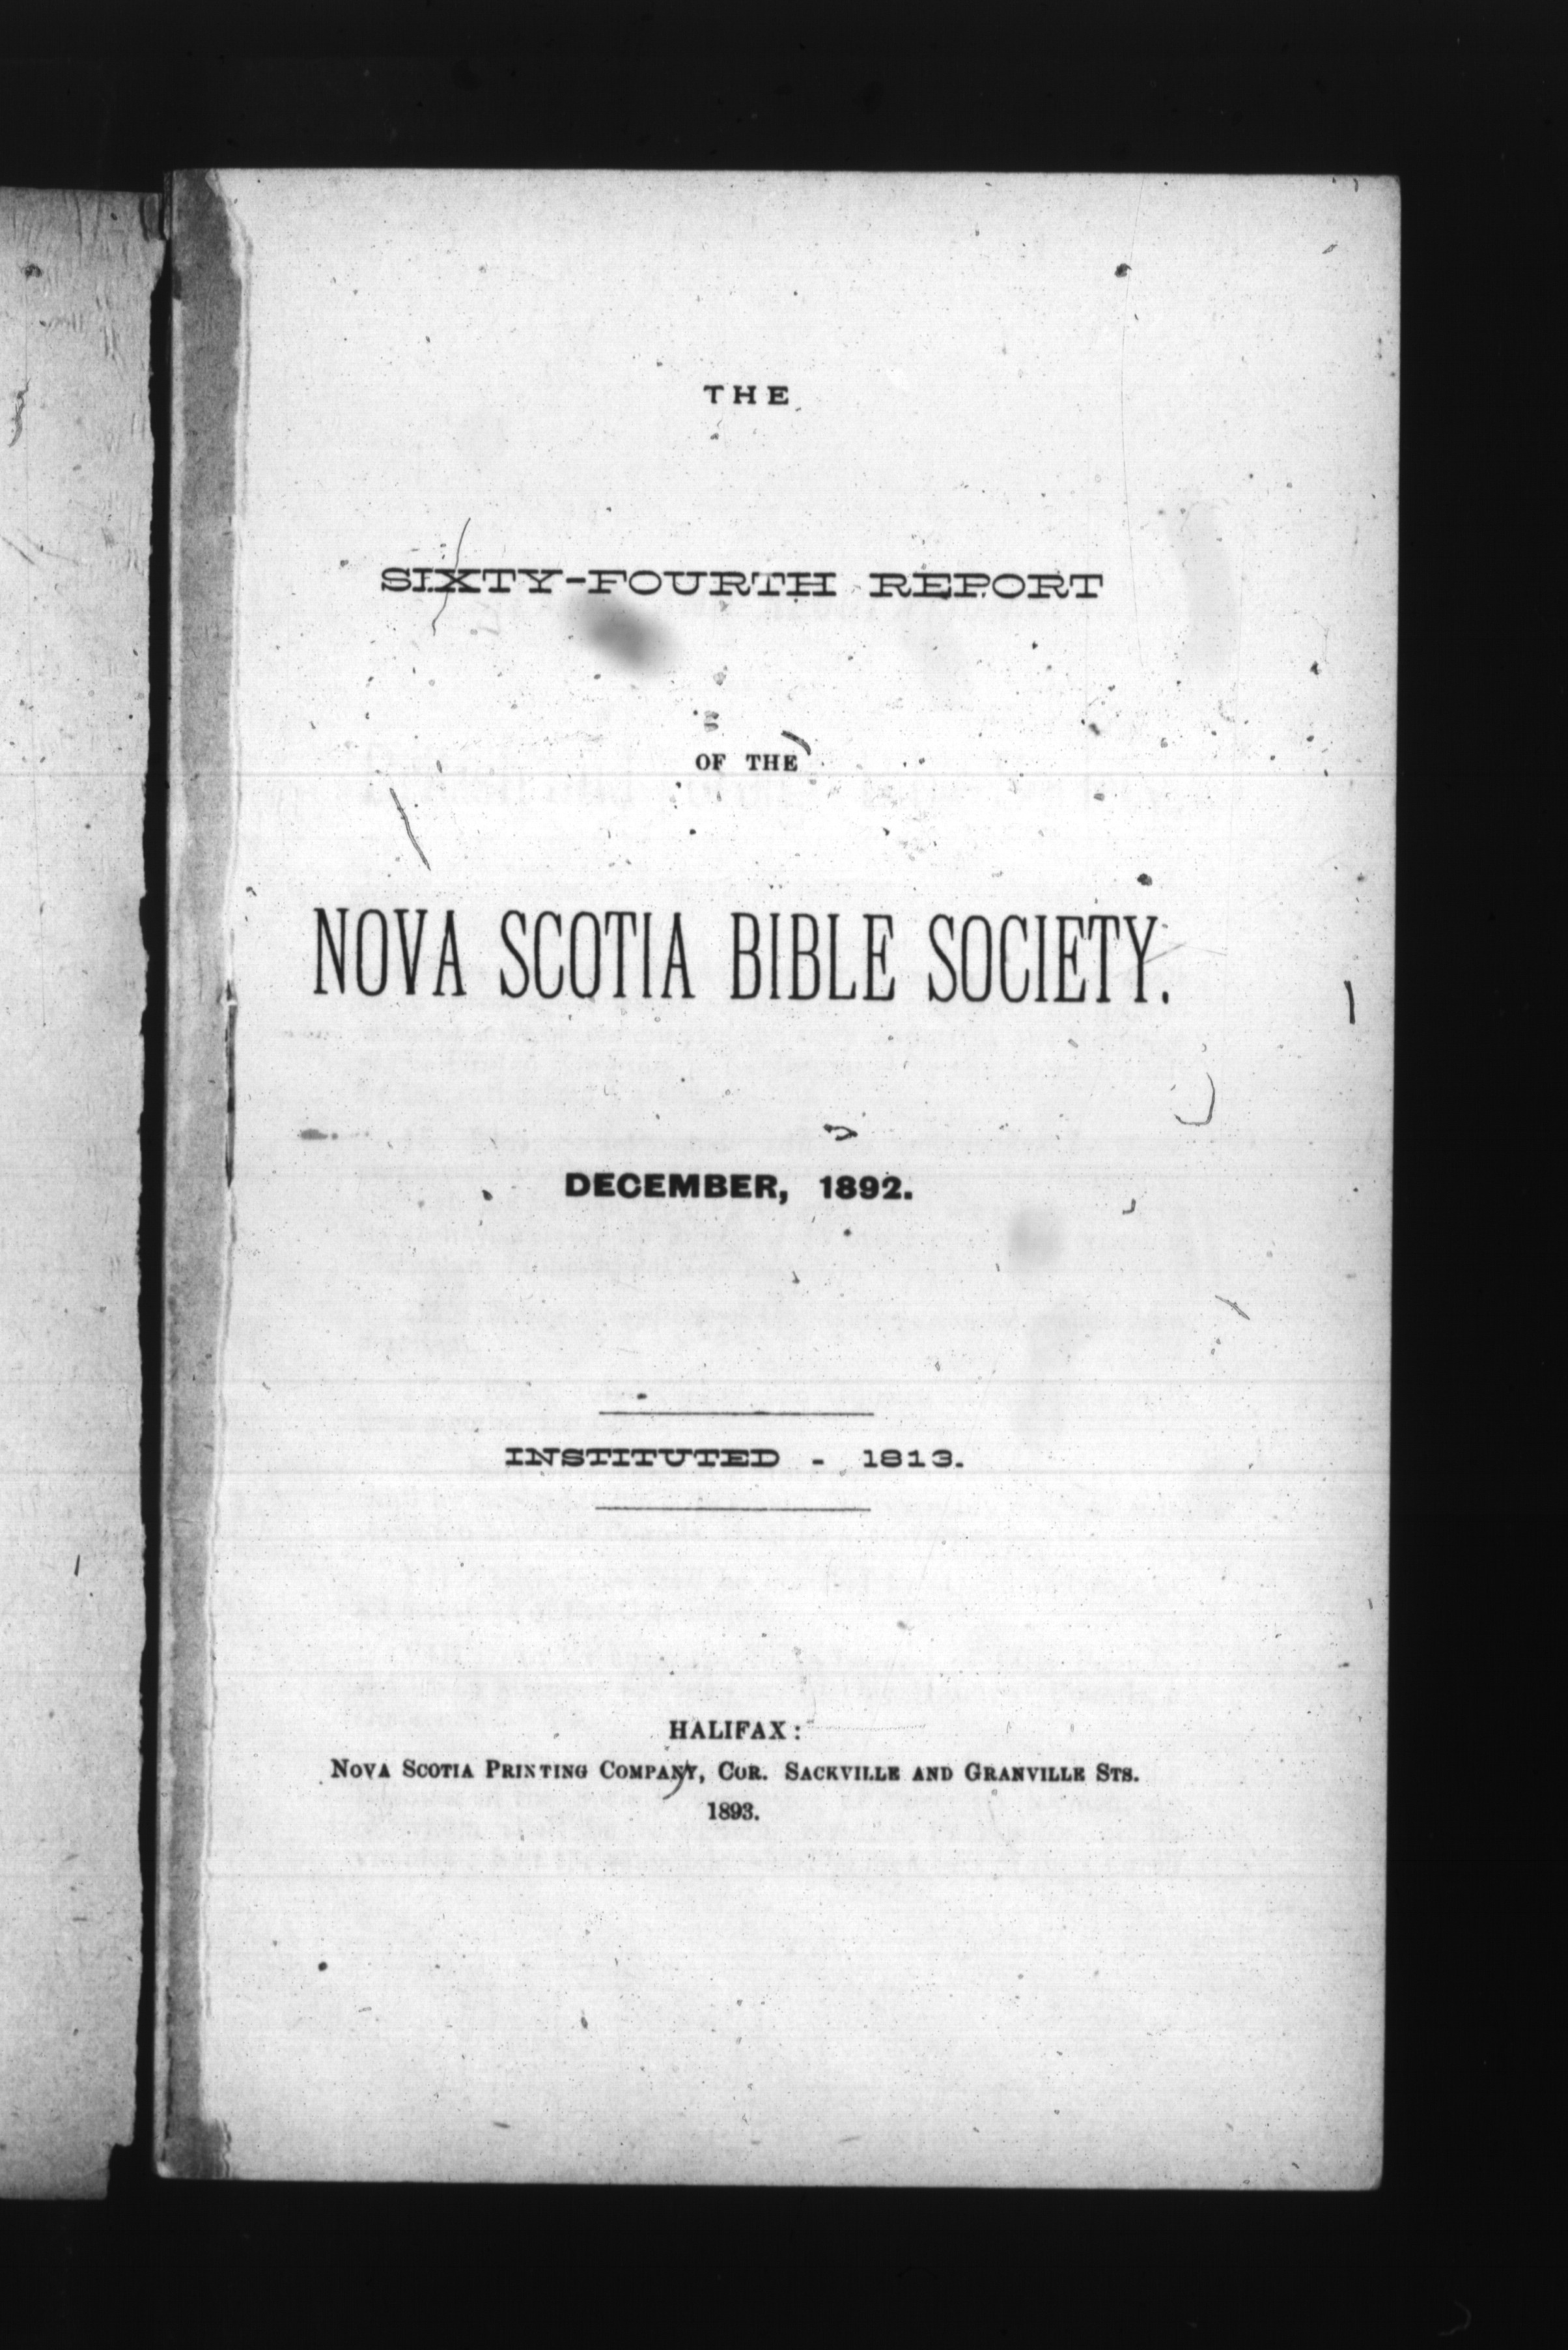 THE
SIXTY-FOURTH REPORT
OF THE
NOVA SCOTIA BIBLE SOCIETY.
DECEMBER, 1892.
INSTITUTED - 1813.
HALIFAX:
NOVA SCOTIA PRINTING COMPANY, COR. SACKVILLE AND GRANVILLE STS.
1893.